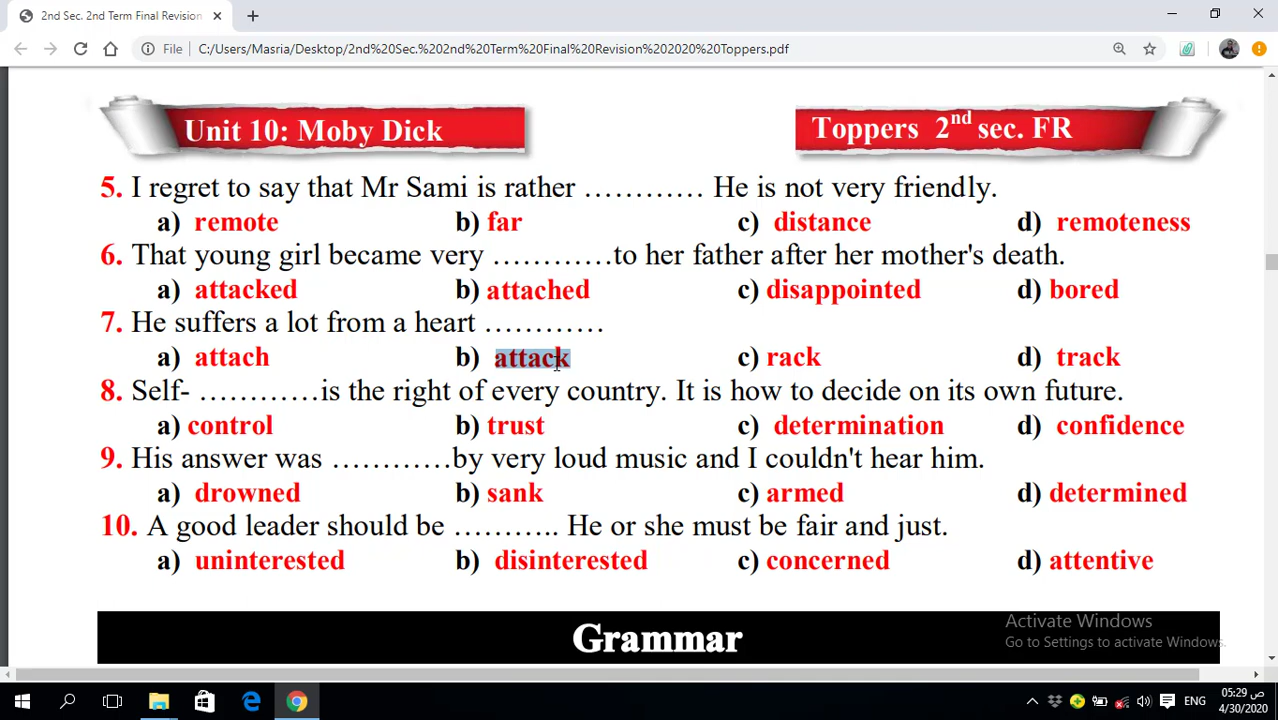 2nd Sec. 2nd Term Final Revision
File C:/Users/Masria/Desktop/2nd%20Sec.%202nd%20Term%20Final%20Revision%202020%20Toppers.pdf
Unit 10: Moby Dick Toppers 2nd sec. FR
5. I regret to say that Mr Sami is rather ………… He is not very friendly.
a) remote b) far c) distance d) remoteness
6. That young girl became very …………to her father after her mother's death.
a) attacked b) attached c) disappointed d) bored
7. He suffers a lot from a heart …………
a) attach b) attack c) rack d) track
8. Self- …………is the right of every country. It is how to decide on its own future.
a) control b) trust c) determination d) confidence
9. His answer was …………by very loud music and I couldn't hear him.
a) drowned b) sank c) armed d) determined
10. A good leader should be ……….. He or she must be fair and just.
a) uninterested b) disinterested c) concerned d) attentive
Grammar
Activate Windows
Go to Settings to activate Windows.
ENG
05:29 ص
4/30/2020